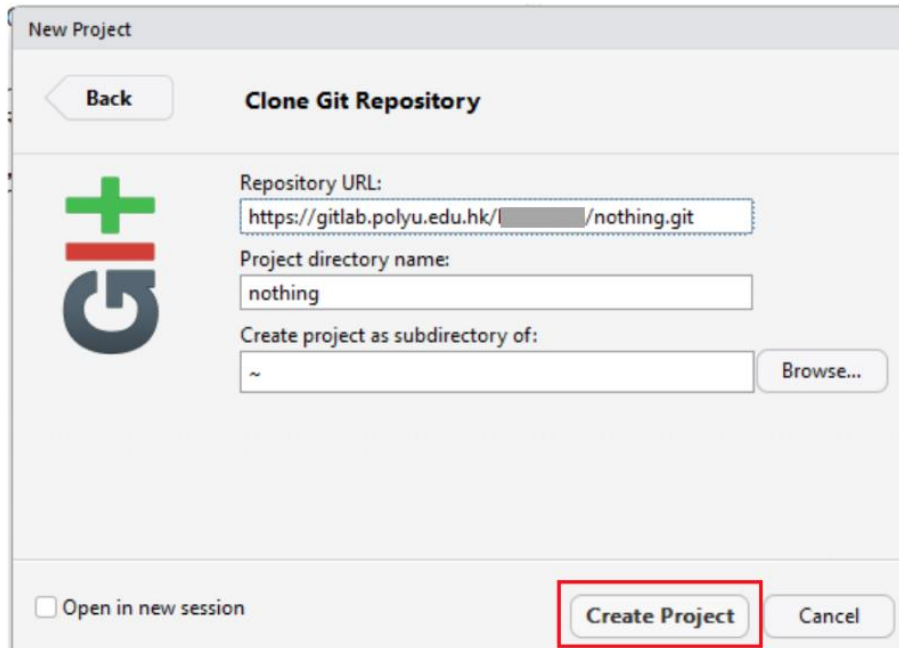 New Project
Back
Clone Git Repository
GIt
Repository URL:
https://gitlab.polyu.edu.hk/ /nothing.git
Project directory name:
nothing
Create project as subdirectory of:
~
Browse...
Open in new session
Create Project
Cancel